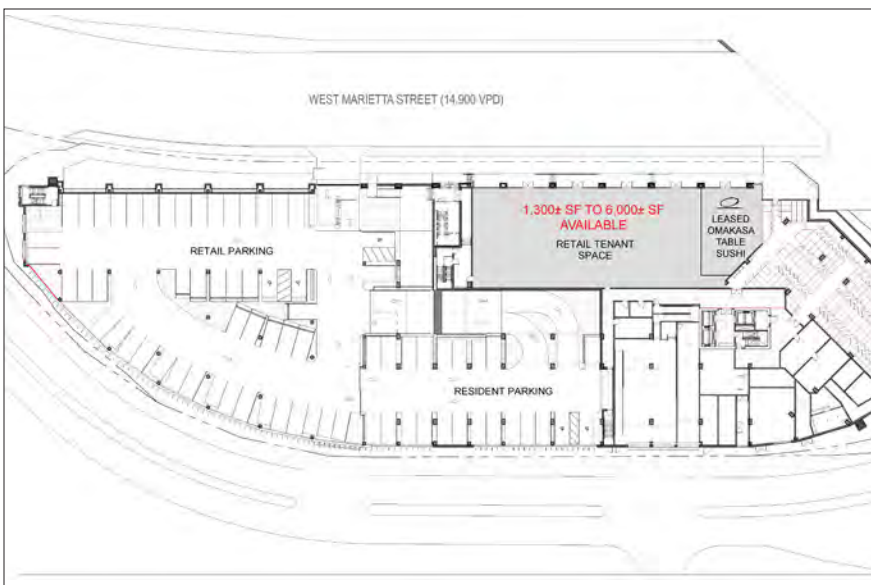 WEST MARIETTA STREET (14.900 VPD)
1,300± SF TO 6,000± SF
AVAILABLE
RETAIL TENANT
SPACE
LEASED
OMAKASA
TABLE
SUSHI
RETAIL PARKING
RESIDENT PARKING